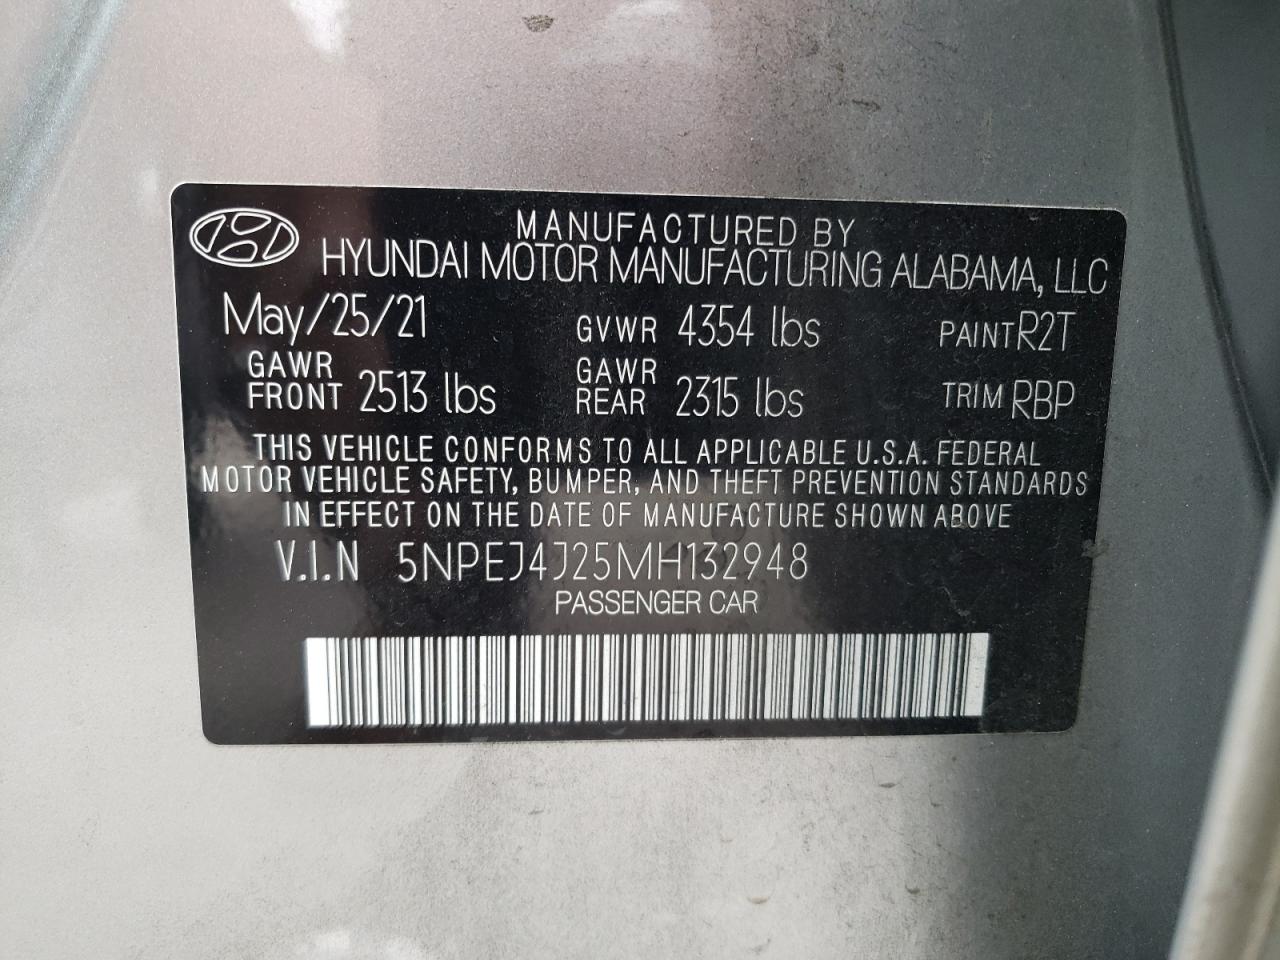 MANUFACTURED BY
HYUNDAI MOTOR MANUFACTURING ALABAMA, LLC
May/25/21 GVWR 4354 lbs PAINT R2T
GAWR FRONT 2513 lbs GAWR REAR 2315 lbs TRIM RBP
THIS VEHICLE CONFORMS TO ALL APPLICABLE U.S.A. FEDERAL
MOTOR VEHICLE SAFETY, BUMPER, AND THEFT PREVENTION STANDARDS
IN EFFECT ON THE DATE OF MANUFACTURE SHOWN ABOVE
V.I.N 5NPEJ4J25MH132948
PASSENGER CAR